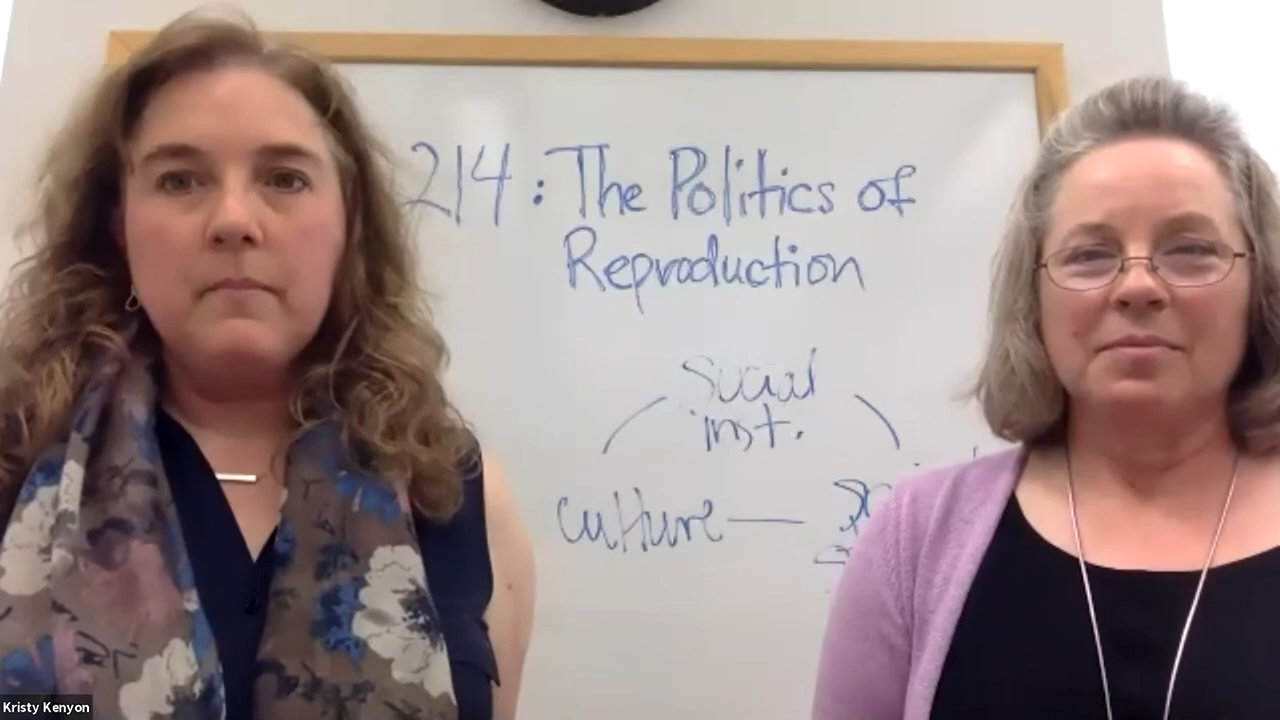 214: The Politics of
Reproduction
Social
inst.
culture
Kristy Kenyon